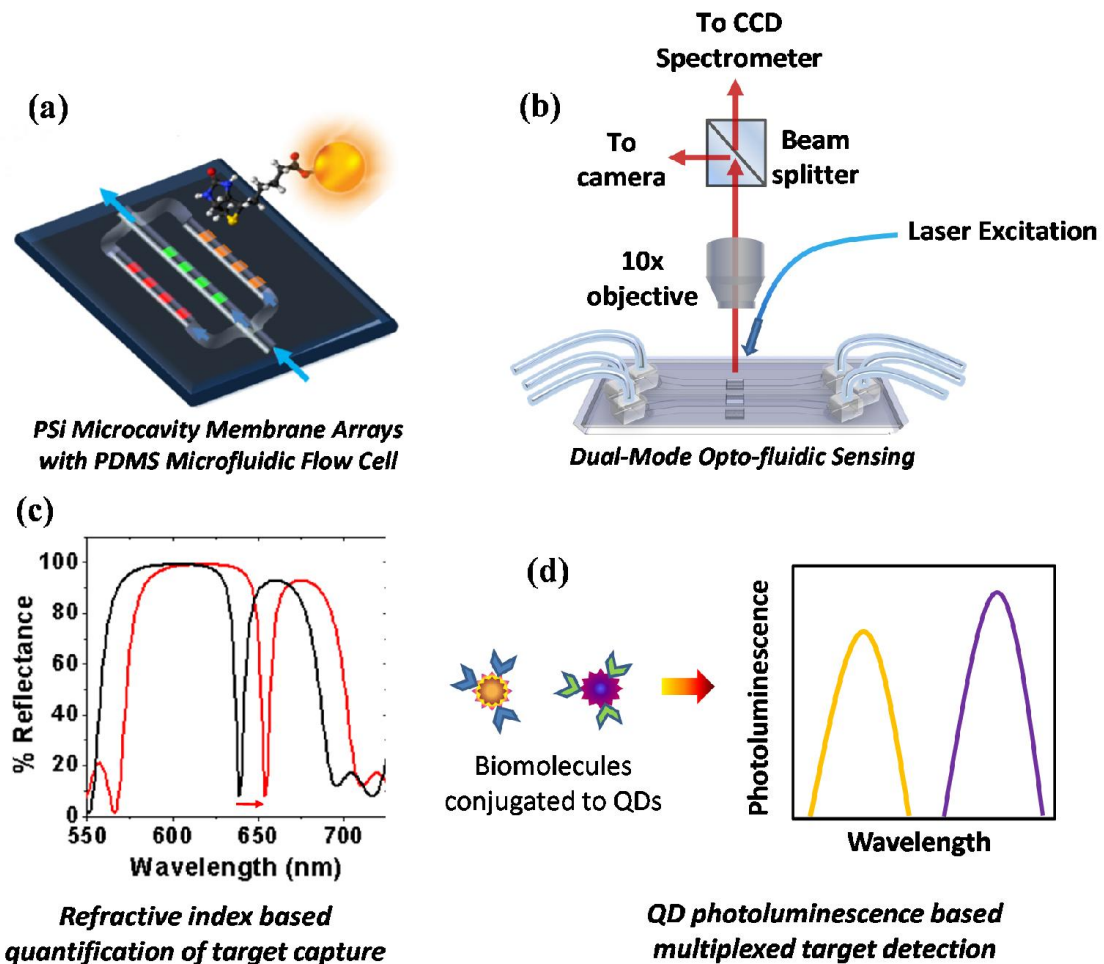 (a)
PSi Microcavity Membrane Arrays
with PDMS Microfluidic Flow Cell
(b)
To CCD
Spectrometer
To
camera
Beam
splitter
10x
objective
Laser Excitation
Dual-Mode Opto-fluidic Sensing
(c)
% Reflectance
100
80
60
40
20
0
550
600
650
700
Wavelength (nm)
Refractive index based
quantification of target capture
(d)
Biomolecules
conjugated to QDs
Photoluminescence
Wavelength
QD photoluminescence based
multiplexed target detection